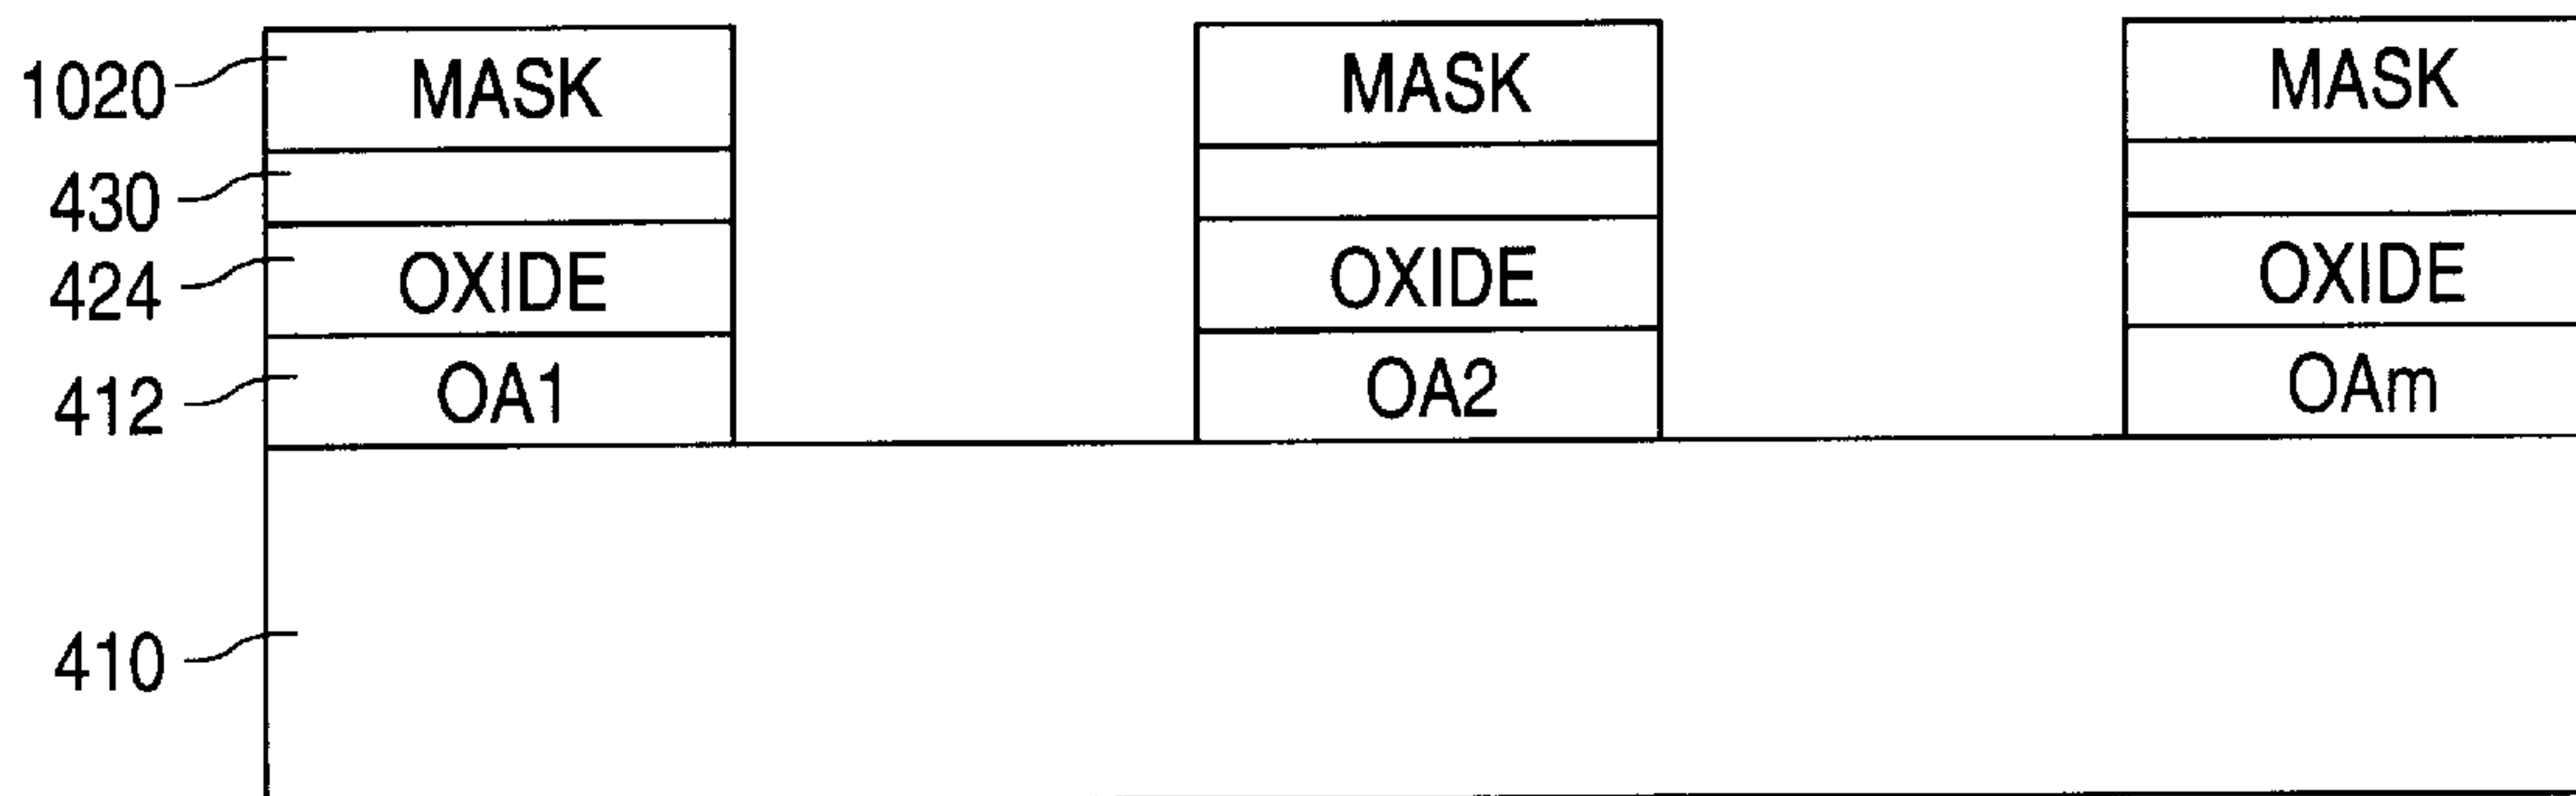 1020 MASK MASK MASK
430
424 OXIDE OXIDE OXIDE
412 OA1 OA2 OAm
410